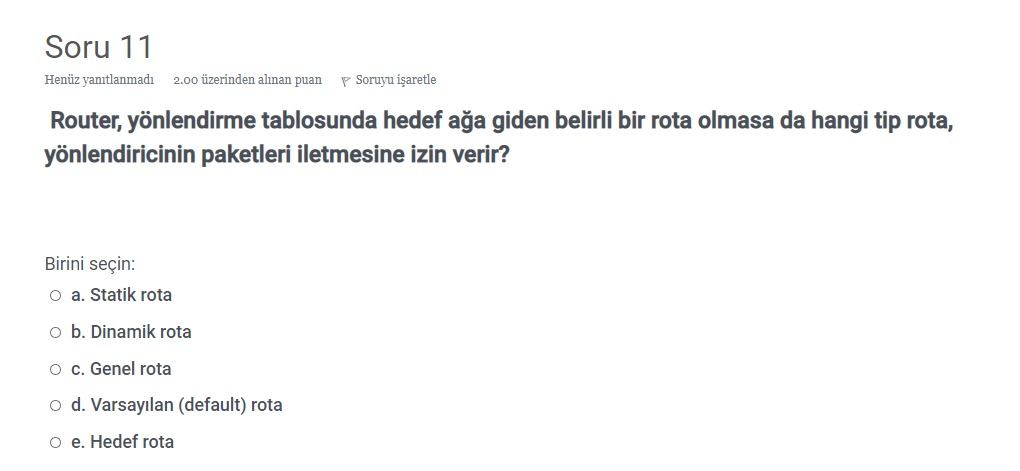 Soru 11
Henüz yanıtlanmadı 2.00 üzerinden alınan puan Soruyu işaretle
Router, yönlendirme tablosunda hedef ağa giden belirli bir rota olmasa da hangi tip rota,
yönlendiricinin paketleri iletmesine izin verir?
Birini seçin:
a. Statik rota
b. Dinamik rota
c. Genel rota
d. Varsayılan (default) rota
e. Hedef rota